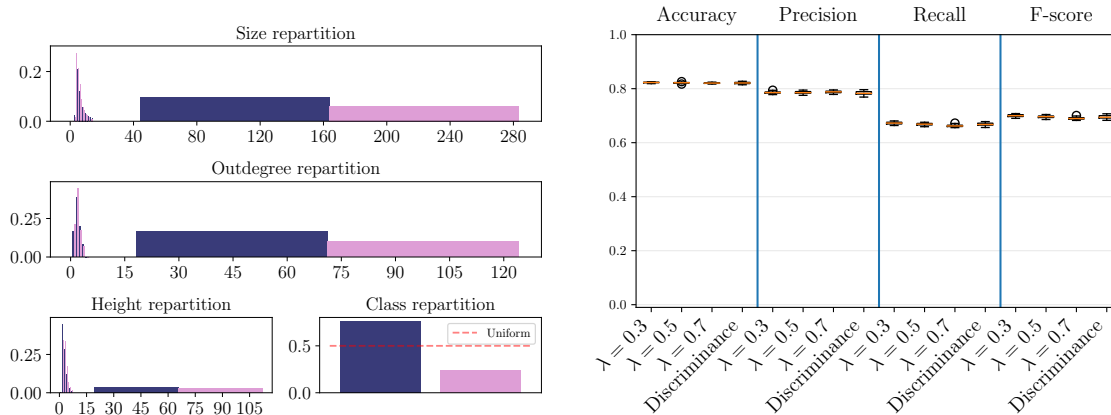 Size repartition
0.2
0.0
0 40 80 120 160 200 240 280
Outdegree repartition
0.25
0.00
0 15 30 45 60 75 90 105 120
Height repartition
0.25
0.00
0 15 30 45 60 75 90 105
Class repartition
Uniform
0.5
0.0
Accuracy Precision Recall F-score
1.0
0.8
0.6
0.4
0.2
0.0
λ = 0.3 λ = 0.5 λ = 0.7 Discriminance λ = 0.3 λ = 0.5 λ = 0.7 Discriminance λ = 0.3 λ = 0.5 λ = 0.7 Discriminance λ = 0.3 λ = 0.5 λ = 0.7 Discriminance